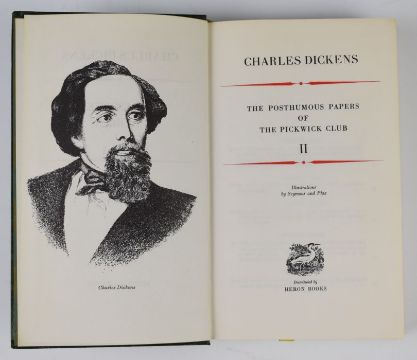 Charles Dickens
CHARLES DICKENS
THE POSTHUMOUS PAPERS
OF
THE PICKWICK CLUB
II
Illustrations
by Seymour and Phiz
Distributed by
HERON BOOKS